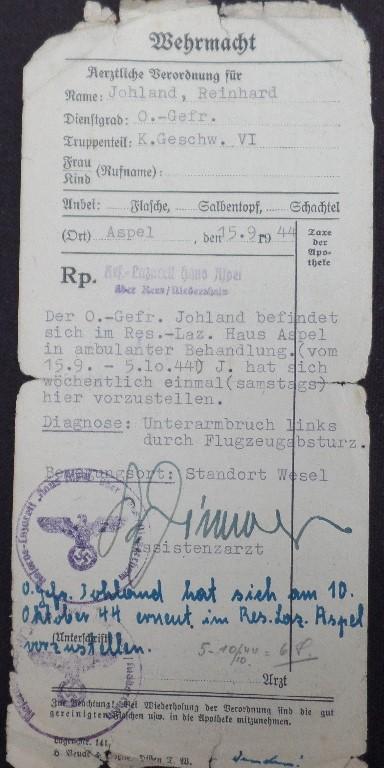 Wehrmacht
Aerztliche Verordnung für
Name: Johland, Reinhard
Dienstgrad: O.-Gefr.
Truppenteil: K.Geschw. VI
Frau
Kind (Rufname):
Anbei: Flasche, Salbentopf, Schachtel
(Ort) Aspel, den 15.9. 19 44
Taxe
der
Apo-
theke
Rp. Res.-Lazarett Haus Aspel
über Rees/Niederrhein
Der O.-Gefr. Johland befindet
sich im Res.-Laz. Haus Aspel
in ambulanter Behandlung.(vom
15.9. - 5.10.44) J. hat sich
wöchentlich einmal(samstags)
hier vorzustellen.
Diagnose: Unterarmbruch links
durch Flugzeugabsturz.
Bewegungsort: Standort Wesel
Assistenzarzt
O.Gefr. Johland hat sich am 10.
Oktober 44 erneut im Res. Laz. Aspel
vorzustellen.
(Unterschrift)
Arzt
Zur Beachtung: Bei Wiederholung der Verordnung sind die gut
gereinigten Flaschen usw. in die Apotheke mitzunehmen.
141,